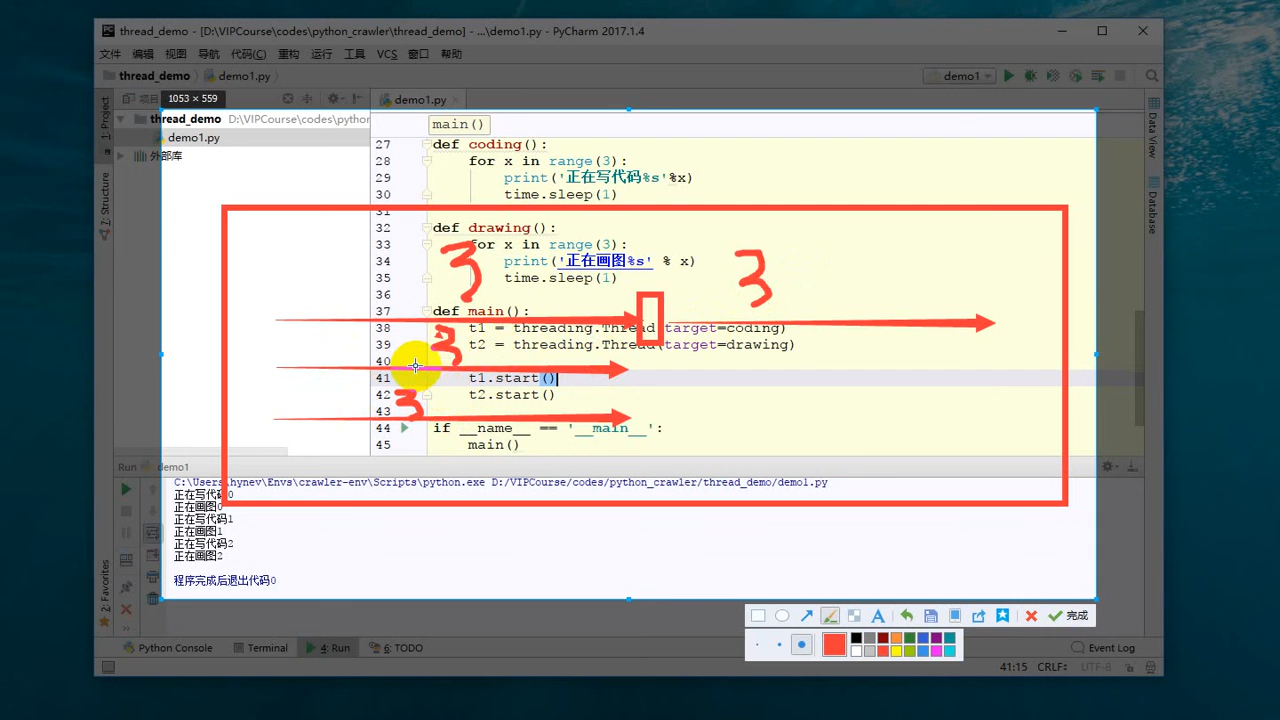 thread_demo - [D:\VIPCourse\codes\python_crawler\thread_demo] - ...\demo1.py - PyCharm 2017.1.4
文件 编辑 视图 导航 代码(C) 重构 运行 工具 VCS 窗口 帮助
thread_demo demo1.py demo1
1053 × 559
项目
demo1.py
thread_demo D:\VIPCourse\codes\python
demo1.py
外部库
1: Project
7: Structure
2: Favorites
Data View
Database
main()
27 def coding():
28 for x in range(3):
29 print('正在写代码%s'%x)
30 time.sleep(1)
31
32 def drawing():
33 for x in range(3):
34 print('正在画图%s' % x)
35 time.sleep(1)
36
37 def main():
38 t1 = threading.Thread(target=coding)
39 t2 = threading.Thread(target=drawing)
40
41 t1.start()
42 t2.start()
43
44 if __name__ == '__main__':
45 main()
3
3
3
3
Run demo1
C:\Users\hynev\Envs\crawler-env\Scripts\python.exe D:/VIPCourse/codes/python_crawler/thread_demo/demo1.py
正在写代码0
正在画图0
正在写代码1
正在画图1
正在写代码2
正在画图2
程序完成后退出代码0
A 完成
Python Console Terminal 4: Run 6: TODO Event Log
41:15 CRLF÷ UTF-8